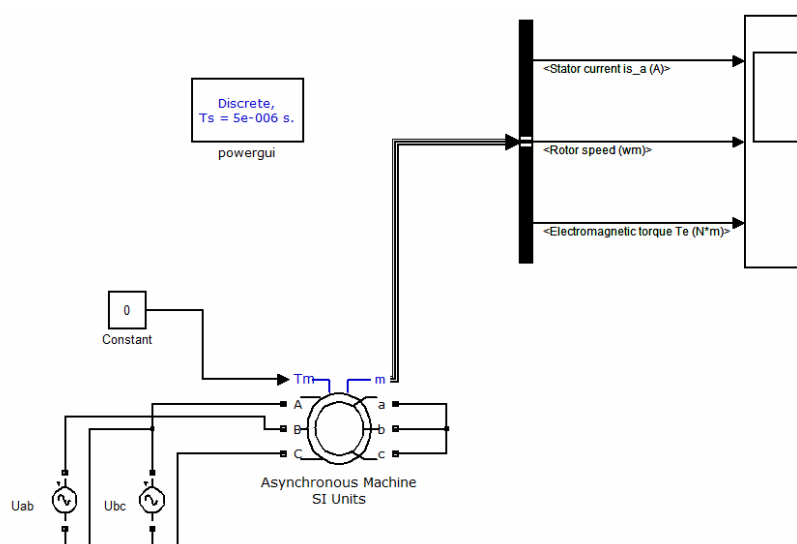 <Stator current is_a (A)>
Discrete,
Ts = 5e-006 s.
powergui
<Rotor speed (wm)>
<Electromagnetic torque Te (N*m)>
0
Constant
Tm
m
A
a
B
b
C
c
Asynchronous Machine
SI Units
Uab
Ubc